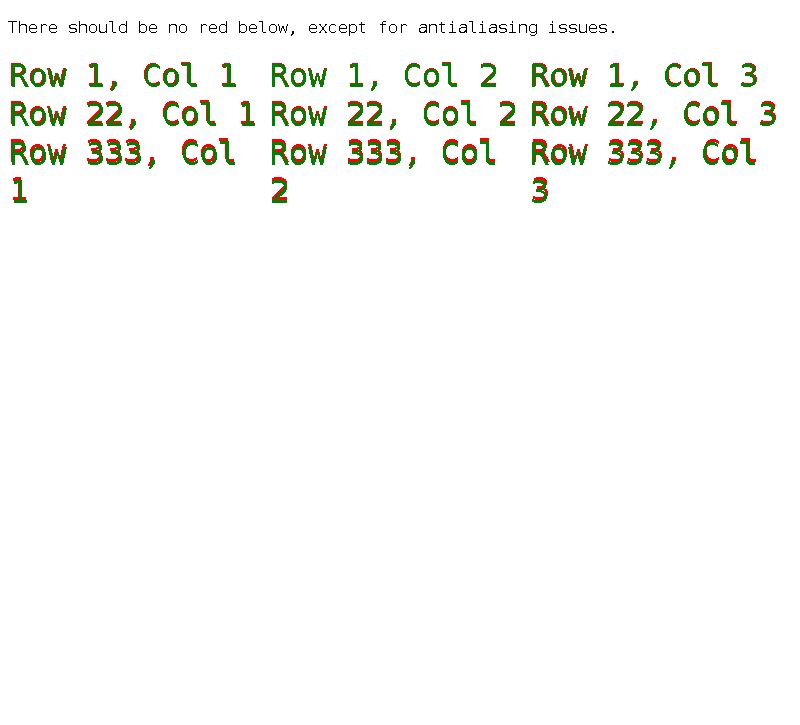 There should be no red below, except for antialiasing issues.
Row 1, Col 1 Row 1, Col 2 Row 1, Col 3
Row 22, Col 1 Row 22, Col 2 Row 22, Col 3
Row 333, Col Row 333, Col Row 333, Col
1 2 3